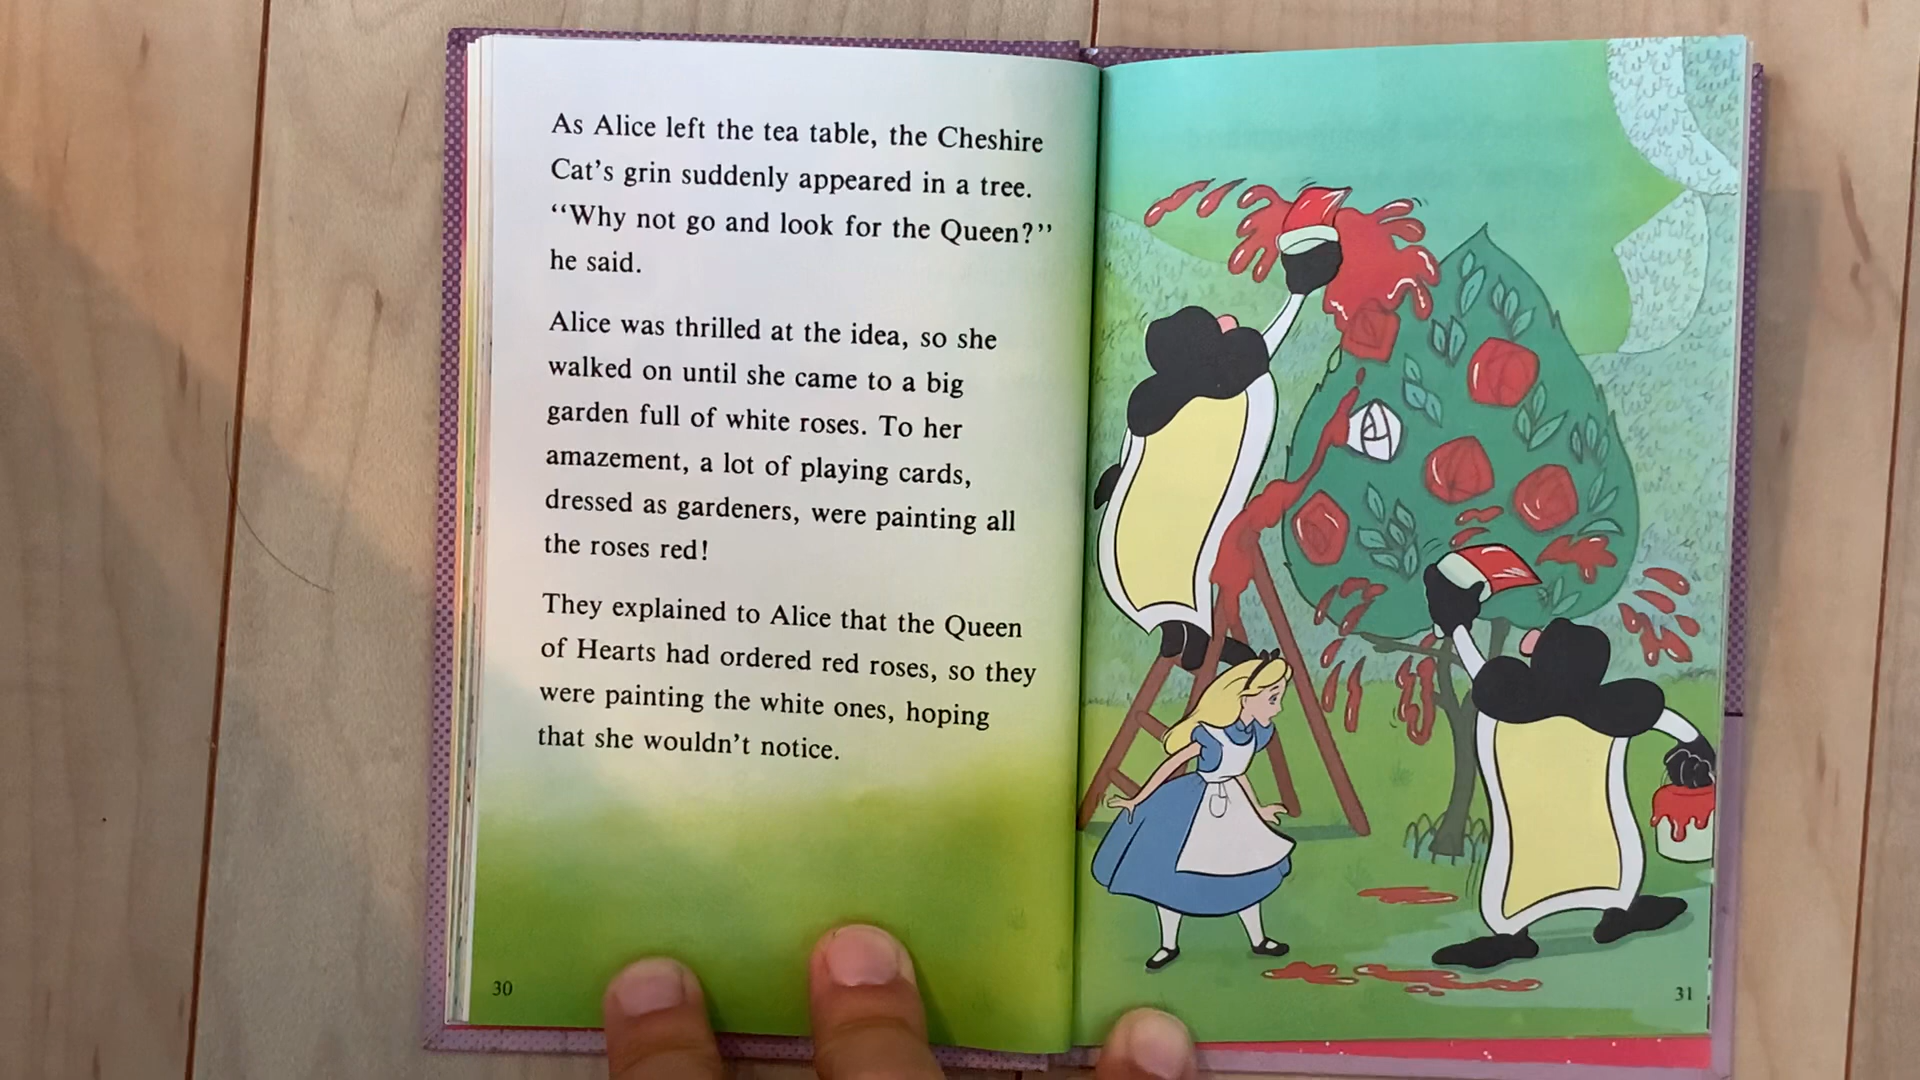 As Alice left the tea table, the Cheshire
Cat's grin suddenly appeared in a tree.
“Why not go and look for the Queen?”
he said.
Alice was thrilled at the idea, so she
walked on until she came to a big
garden full of white roses. To her
amazement, a lot of playing cards,
dressed as gardeners, were painting all
the roses red!
They explained to Alice that the Queen
of Hearts had ordered red roses, so they
were painting the white ones, hoping
that she wouldn't notice.
30
31